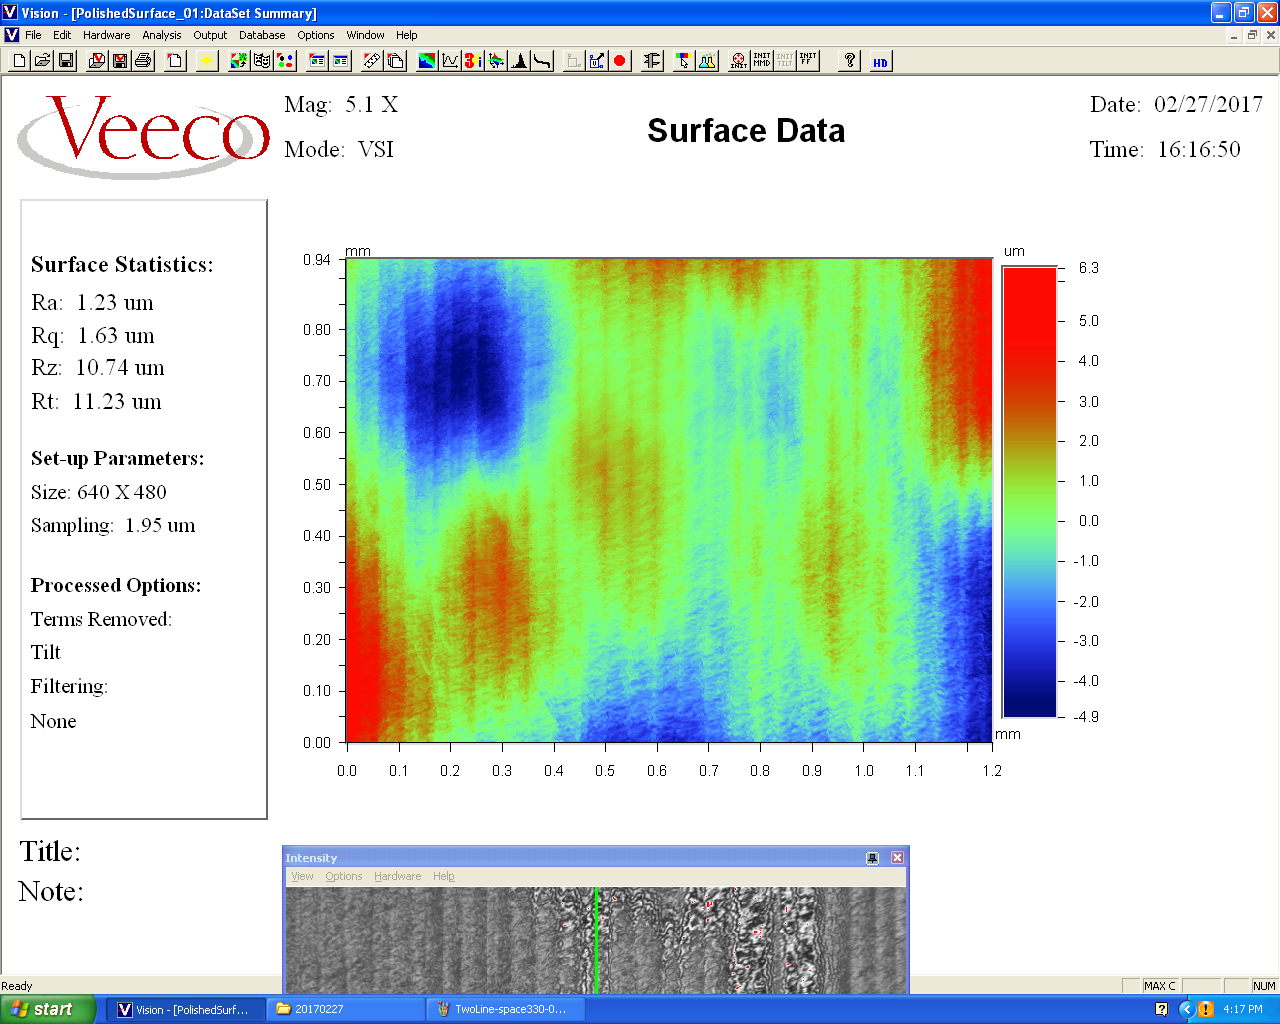 Vision - [PolishedSurface_01:DataSet Summary]
File Edit Hardware Analysis Output Database Options Window Help
INIT INIT MMD INIT TILT INIT FF ? HD
Veeco
Mag: 5.1 X
Mode: VSI
Surface Data
Date: 02/27/2017
Time: 16:16:50
Surface Statistics:
Ra: 1.23 um
Rq: 1.63 um
Rz: 10.74 um
Rt: 11.23 um
Set-up Parameters:
Size: 640 X 480
Sampling: 1.95 um
Processed Options:
Terms Removed:
Tilt
Filtering:
None
mm
0.94
0.80
0.70
0.60
0.50
0.40
0.30
0.20
0.10
0.00
0.0 0.1 0.2 0.3 0.4 0.5 0.6 0.7 0.8 0.9 1.0 1.1 1.2
mm
um
6.3
5.0
4.0
3.0
2.0
1.0
0.0
-1.0
-2.0
-3.0
-4.0
-4.9
Title:
Note:
Intensity
View Options Hardware Help
Ready
MAX C NUM
start
Vision - [PolishedSurf...
20170227
TwoLine-space330-0...
4:17 PM